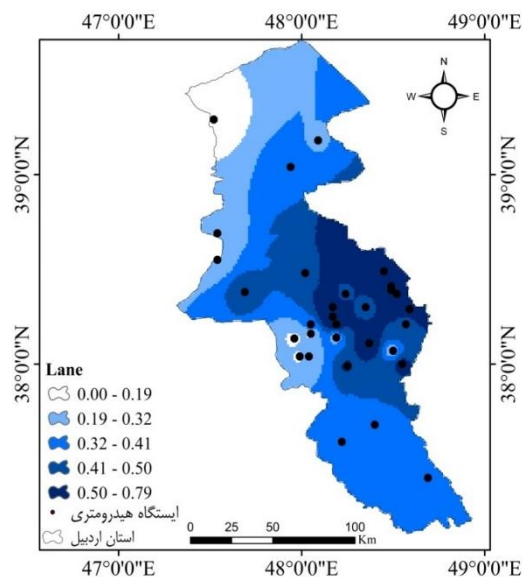 47°0'0"E 48°0'0"E 49°0'0"E
N
W E
S
39°0'0"N 39°0'0"N
38°0'0"N 38°0'0"N
Lane
0.00 - 0.19
0.19 - 0.32
0.32 - 0.41
0.41 - 0.50
0.50 - 0.79
ایستگاه هیدرومتری
استان اردبیل
0 25 50 100
Km
47°0'0"E 48°0'0"E 49°0'0"E